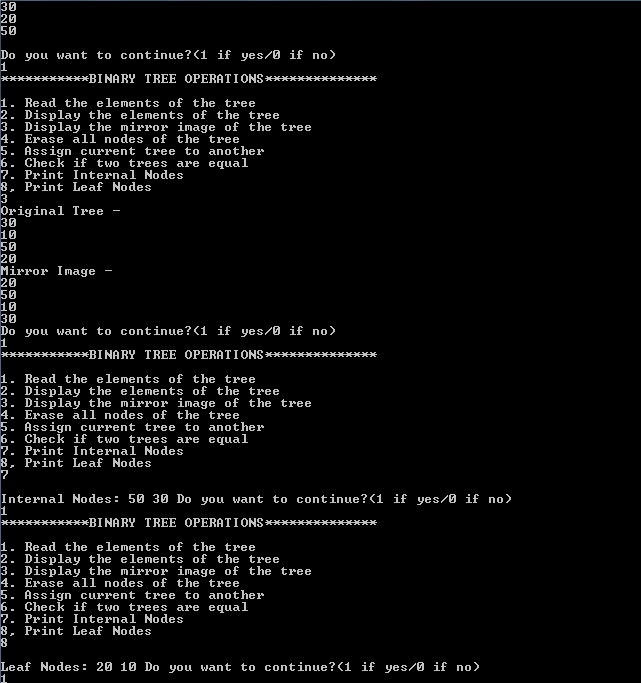 30
20
50
Do you want to continue?(1 if yes/0 if no)
1
***********BINARY TREE OPERATIONS**************
1. Read the elements of the tree
2. Display the elements of the tree
3. Display the mirror image of the tree
4. Erase all nodes of the tree
5. Assign current tree to another
6. Check if two trees are equal
7. Print Internal Nodes
8, Print Leaf Nodes
3
Original Tree -
30
10
50
20
Mirror Image -
20
50
10
30
Do you want to continue?(1 if yes/0 if no)
1
***********BINARY TREE OPERATIONS**************
1. Read the elements of the tree
2. Display the elements of the tree
3. Display the mirror image of the tree
4. Erase all nodes of the tree
5. Assign current tree to another
6. Check if two trees are equal
7. Print Internal Nodes
8, Print Leaf Nodes
7
Internal Nodes: 50 30 Do you want to continue?(1 if yes/0 if no)
1
***********BINARY TREE OPERATIONS**************
1. Read the elements of the tree
2. Display the elements of the tree
3. Display the mirror image of the tree
4. Erase all nodes of the tree
5. Assign current tree to another
6. Check if two trees are equal
7. Print Internal Nodes
8, Print Leaf Nodes
8
Leaf Nodes: 20 10 Do you want to continue?(1 if yes/0 if no)
1